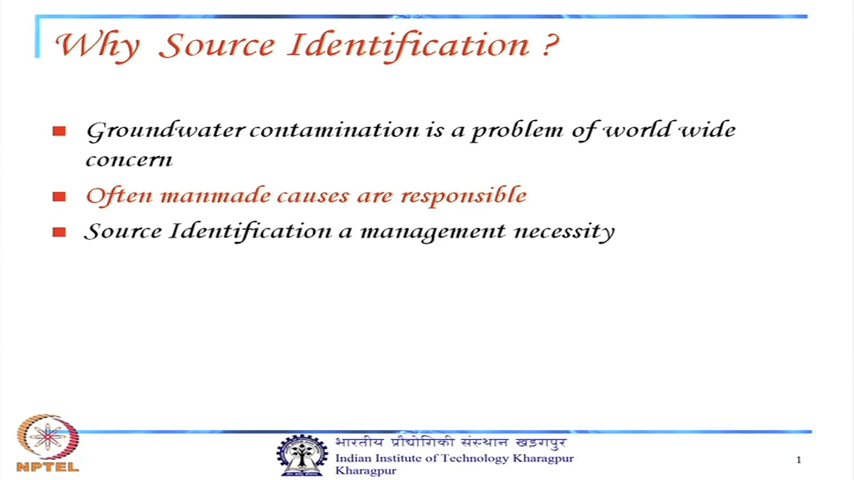 Why Source Identification ?
Groundwater contamination is a problem of world wide
concern
Often manmade causes are responsible
Source Identification a management necessity
NPTEL
भारतीय प्रौद्योगिकी संस्थान खड़गपुर
Indian Institute of Technology Kharagpur
Kharagpur
1